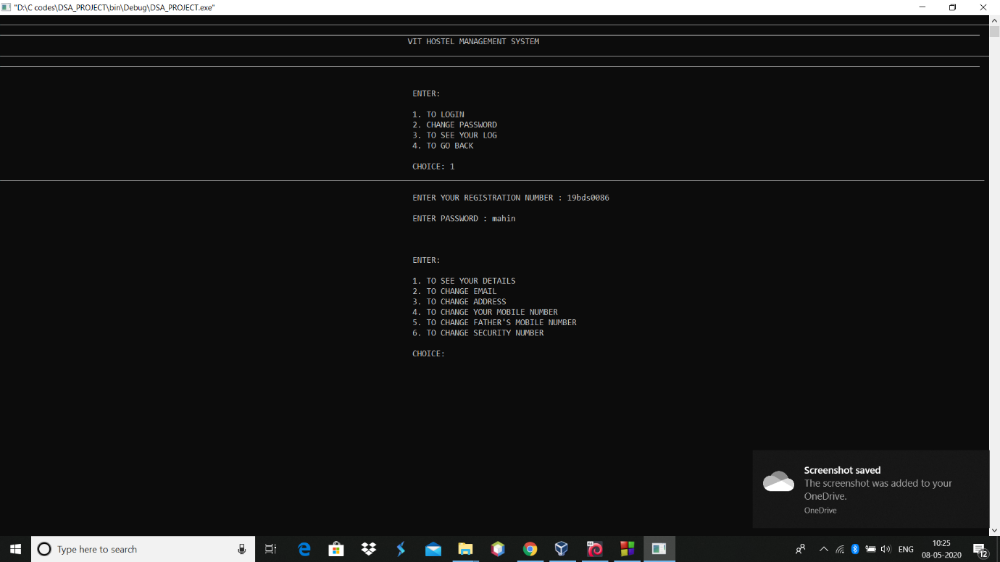 "D:\C codes\DSA_PROJECT\bin\Debug\DSA_PROJECT.exe"
VIT HOSTEL MANAGEMENT SYSTEM
ENTER:
1. TO LOGIN
2. CHANGE PASSWORD
3. TO SEE YOUR LOG
4. TO GO BACK
CHOICE: 1
ENTER YOUR REGISTRATION NUMBER : 19bds0086
ENTER PASSWORD : mahin
ENTER:
1. TO SEE YOUR DETAILS
2. TO CHANGE EMAIL
3. TO CHANGE ADDRESS
4. TO CHANGE YOUR MOBILE NUMBER
5. TO CHANGE FATHER'S MOBILE NUMBER
6. TO CHANGE SECURITY NUMBER
CHOICE:
Screenshot saved
The screenshot was added to your
OneDrive.
OneDrive
Type here to search
ENG
10:25
08-05-2020
12